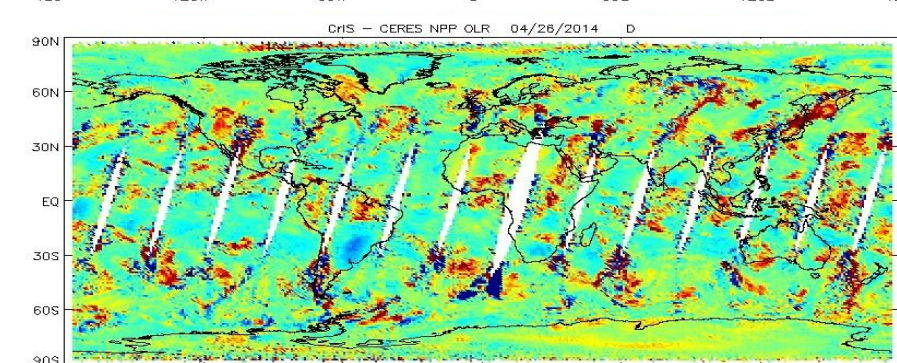 CrIS − CERES NPP OLR 04/26/2014 D
90N
60N
30N
EQ
30S
60S
90S